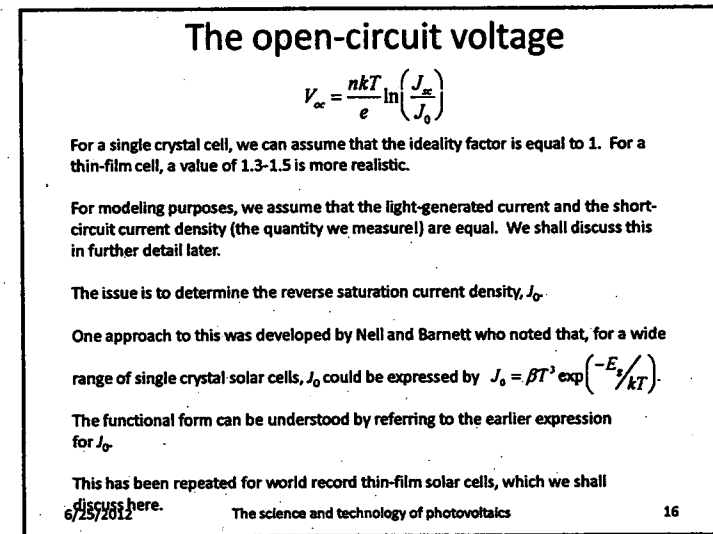 The open-circuit voltage
V_oc = nkT/e ln(J_sc/J_0)
For a single crystal cell, we can assume that the ideality factor is equal to 1. For a
thin-film cell, a value of 1.3-1.5 is more realistic.
For modeling purposes, we assume that the light-generated current and the short-
circuit current density (the quantity we measure!) are equal. We shall discuss this
in further detail later.
The issue is to determine the reverse saturation current density, J_0.
One approach to this was developed by Nell and Barnett who noted that, for a wide
range of single crystal solar cells, J_0 could be expressed by J_0 = βT³ exp(-E_g/kT).
The functional form can be understood by referring to the earlier expression
for J_0.
This has been repeated for world record thin-film solar cells, which we shall
discuss here.
6/25/2012 The science and technology of photovoltaics 16